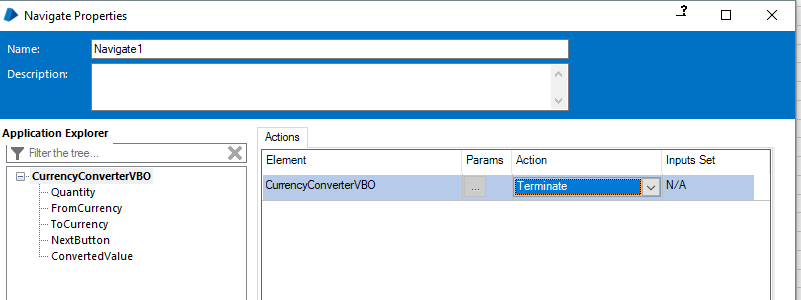 Navigate Properties
?
Name: Navigate1
Description:
Application Explorer
Filter the tree...
CurrencyConverterVBO
Quantity
FromCurrency
ToCurrency
NextButton
ConvertedValue
Actions
Element Params Action Inputs Set
CurrencyConverterVBO ... Terminate N/A